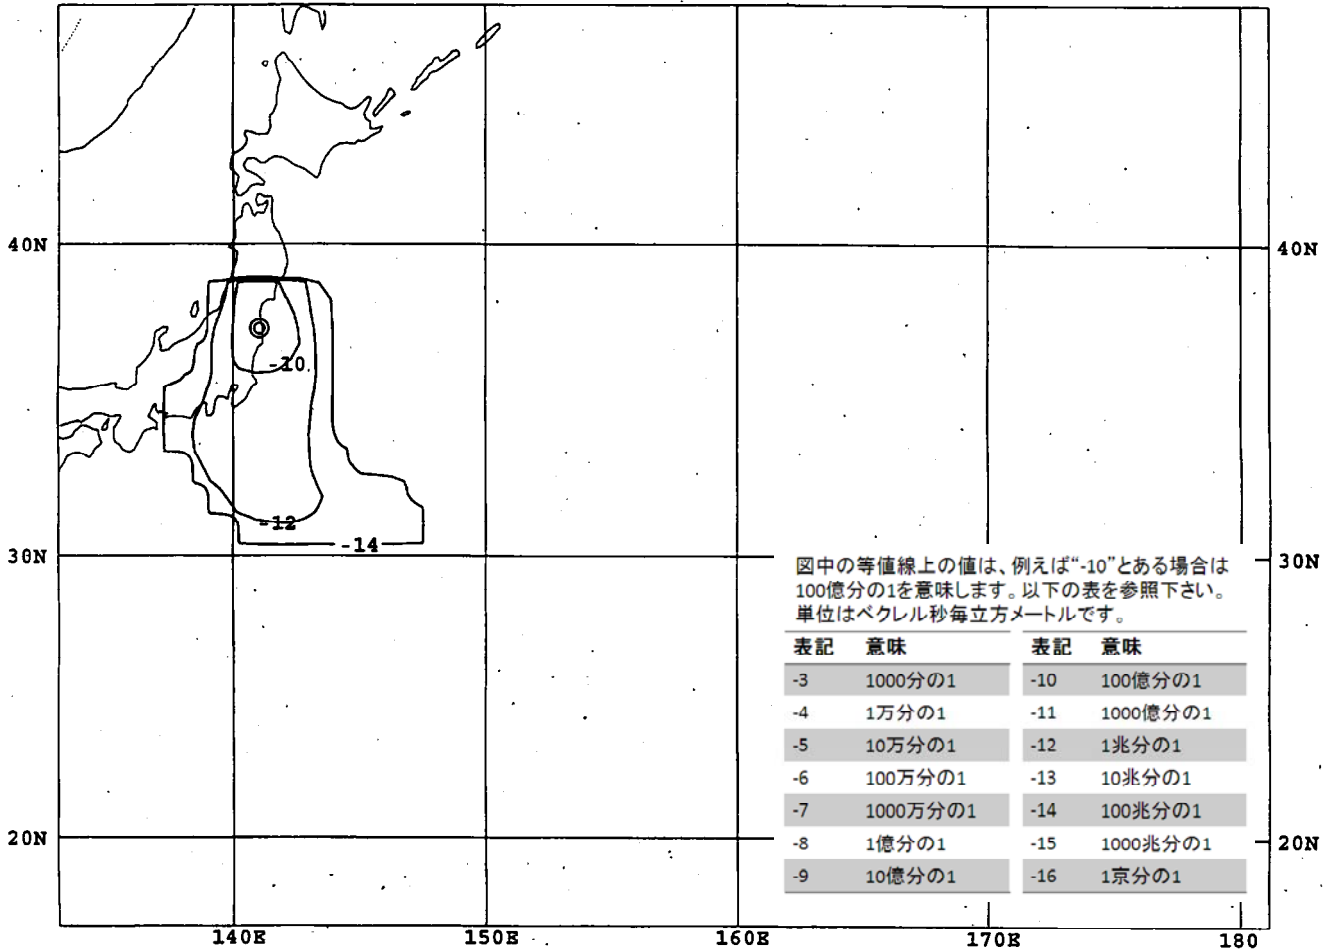 40N 40N
-10
-12
-14
30N 30N
図中の等値線上の値は、例えば“-10”とある場合は
100億分の1を意味します。以下の表を参照下さい。
単位はベクレル秒毎立方メートルです。
表記 意味 表記 意味
-3 1000分の1 -10 100億分の1
-4 1万分の1 -11 1000億分の1
-5 10万分の1 -12 1兆分の1
-6 100万分の1 -13 10兆分の1
-7 1000万分の1 -14 100兆分の1
-8 1億分の1 -15 1000兆分の1
-9 10億分の1 -16 1京分の1
20N 20N
140E 150E 160E 170E 180